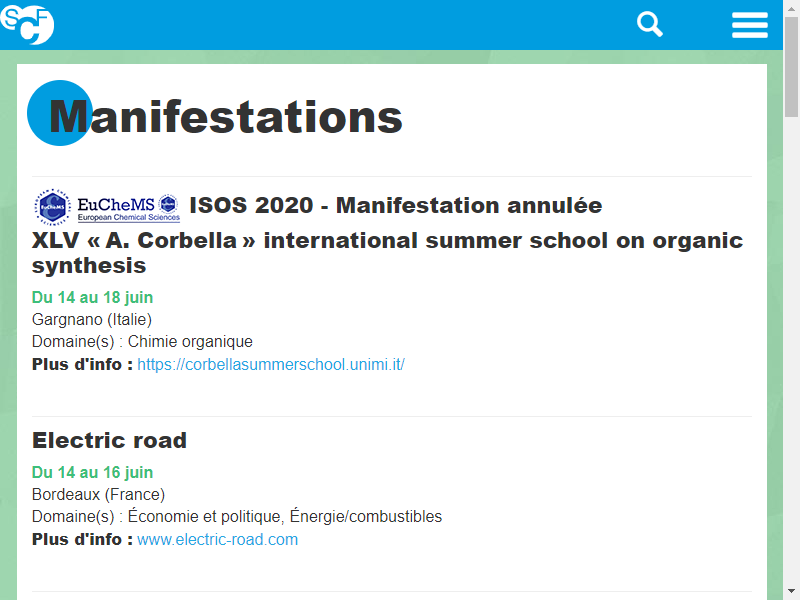 SCF
Manifestations
EuCheMS
European Chemical Sciences
ISOS 2020 - Manifestation annulée
XLV « A. Corbella » international summer school on organic
synthesis
Du 14 au 18 juin
Gargnano (Italie)
Domaine(s) : Chimie organique
Plus d'info : https://corbellasummerschool.unimi.it/
Electric road
Du 14 au 16 juin
Bordeaux (France)
Domaine(s) : Économie et politique, Énergie/combustibles
Plus d'info : www.electric-road.com